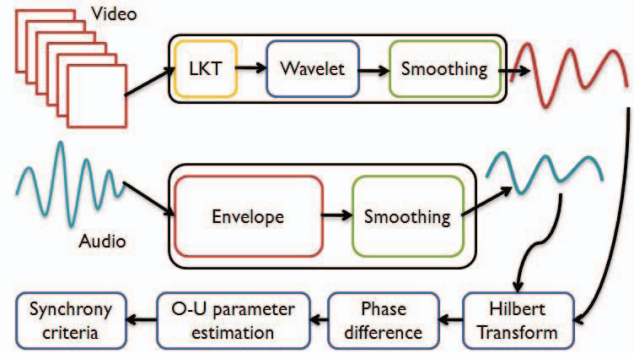 Video
LKT
Wavelet
Smoothing
Audio
Envelope
Smoothing
Synchrony
criteria
O-U parameter
estimation
Phase
difference
Hilbert
Transform